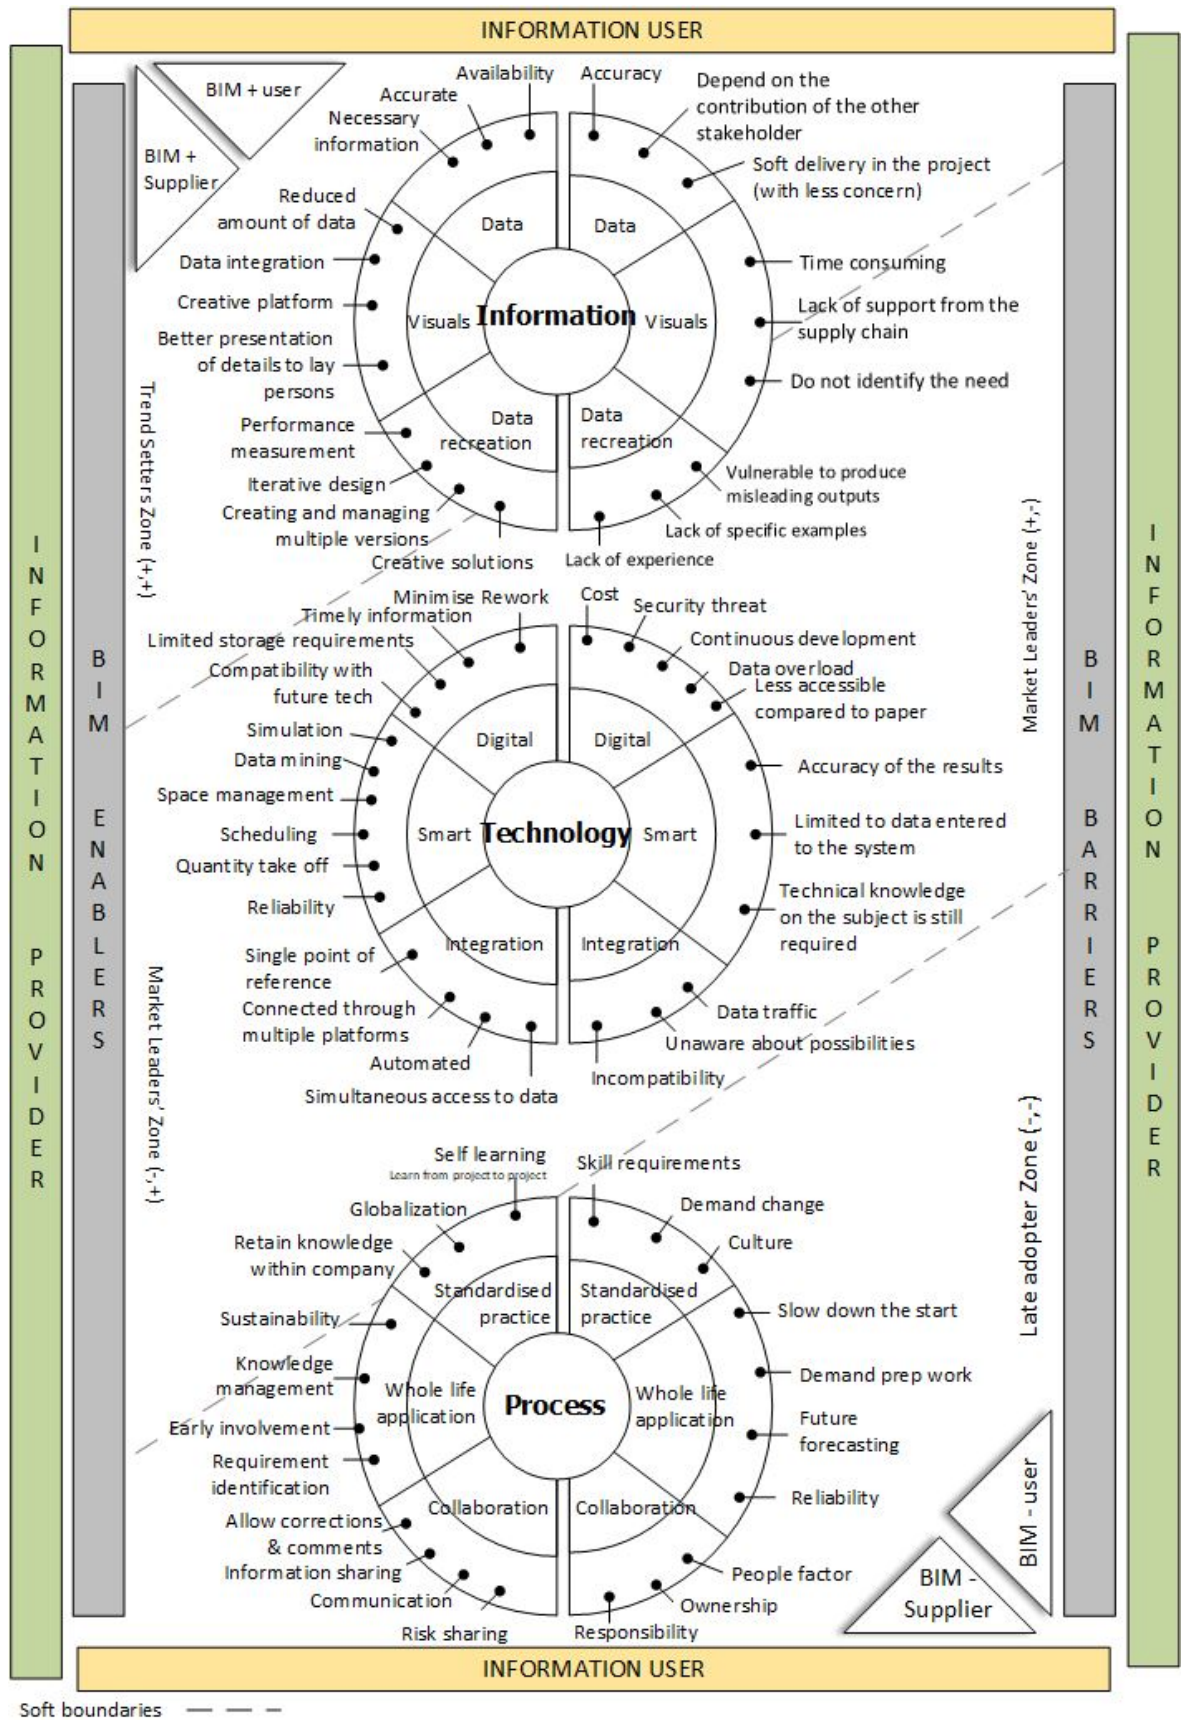 INFORMATION USER
INFORMATION PROVIDER
BIM ENABLERS
BIM + user
BIM +
Supplier
Trend Setters Zone (+,+)
Market Leaders' Zone (-,+)
Availability
Accurate
Necessary
information
Reduced
amount of data
Data integration
Creative platform
Better presentation
of details to lay
persons
Performance
measurement
Iterative design
Creating and managing
multiple versions
Creative solutions
Data
Visuals
Data
recreation
Information
Data
Visuals
Data
recreation
Accuracy
Depend on the
contribution of the other
stakeholder
Soft delivery in the project
(with less concern)
Time consuming
Lack of support from the
supply chain
Do not identify the need
Vulnerable to produce
misleading outputs
Lack of specific examples
Lack of experience
Minimise Rework
Timely information
Limited storage requirements
Compatibility with
future tech
Simulation
Data mining
Space management
Scheduling
Quantity take off
Reliability
Single point of
reference
Connected through
multiple platforms
Automated
Simultaneous access to data
Digital
Smart
Integration
Technology
Digital
Smart
Integration
Cost
Security threat
Continuous development
Data overload
Less accessible
compared to paper
Accuracy of the results
Limited to data entered
to the system
Technical knowledge
on the subject is still
required
Data traffic
Unaware about possibilities
Incompatibility
Self learning
Learn from project to project
Globalization
Retain knowledge
within company
Sustainability
Knowledge
management
Early involvement
Requirement
identification
Allow corrections
& comments
Information sharing
Communication
Risk sharing
Standardised
practice
Whole life
application
Collaboration
Process
Standardised
practice
Whole life
application
Collaboration
Skill requirements
Demand change
Culture
Slow down the start
Demand prep work
Future
forecasting
Reliability
People factor
Ownership
Responsibility
Market Leaders' Zone (+,-)
Late adopter Zone (-,-)
BIM - user
BIM -
Supplier
BIM BARRIERS
INFORMATION PROVIDER
INFORMATION USER
Soft boundaries